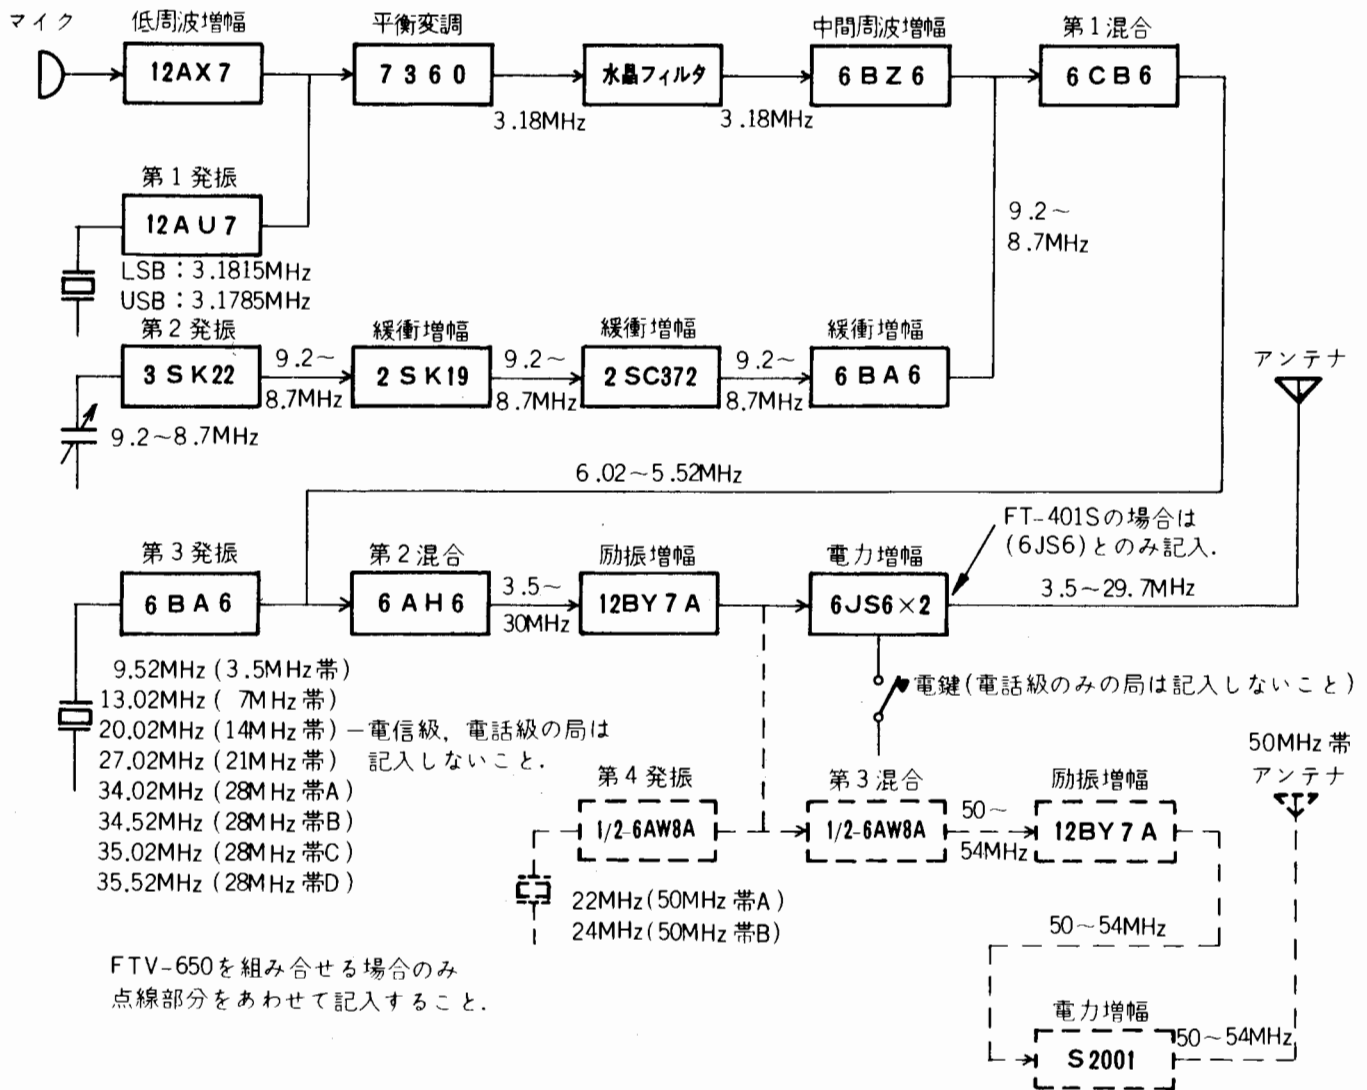 マイク
低周波増幅
平衡変調
中間周波増幅
第1混合
12AX7
7360
水晶フィルタ
6BZ6
6CB6
3.18MHz
3.18MHz
第1発振
12AU7
9.2～
8.7MHz
LSB：3.1815MHz
USB：3.1785MHz
第2発振
緩衝増幅
緩衝増幅
緩衝増幅
3SK22
9.2～
8.7MHz
2SK19
9.2～
8.7MHz
2SC372
9.2～
8.7MHz
6BA6
アンテナ
9.2～8.7MHz
6.02～5.52MHz
FT-401Sの場合は
(6JS6)とのみ記入.
第3発振
第2混合
励振増幅
電力増幅
6BA6
6AH6
3.5～
30MHz
12BY7A
6JS6×2
3.5～29.7MHz
9.52MHz (3.5MHz帯)
13.02MHz ( 7MHz帯)
20.02MHz (14MHz帯)
27.02MHz (21MHz帯)
34.02MHz (28MHz帯A)
34.52MHz (28MHz帯B)
35.02MHz (28MHz帯C)
35.52MHz (28MHz帯D)
－電信級，電話級の局は
記入しないこと.
電鍵(電話級のみの局は記入しないこと)
50MHz帯
アンテナ
第4発振
第3混合
励振増幅
1/2-6AW8A
1/2-6AW8A
50～
54MHz
12BY7A
22MHz(50MHz帯A)
24MHz(50MHz帯B)
50～54MHz
FTV-650を組み合せる場合のみ
点線部分をあわせて記入すること.
電力増幅
S2001
50～54MHz